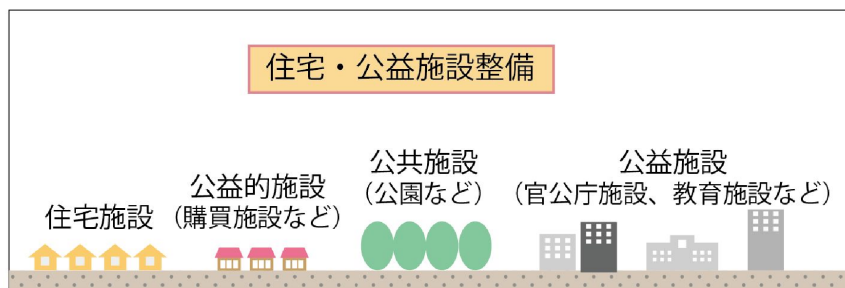 住宅・公益施設整備
住宅施設
公益的施設
（購買施設など）
公共施設
（公園など）
公益施設
（官公庁施設、教育施設など）